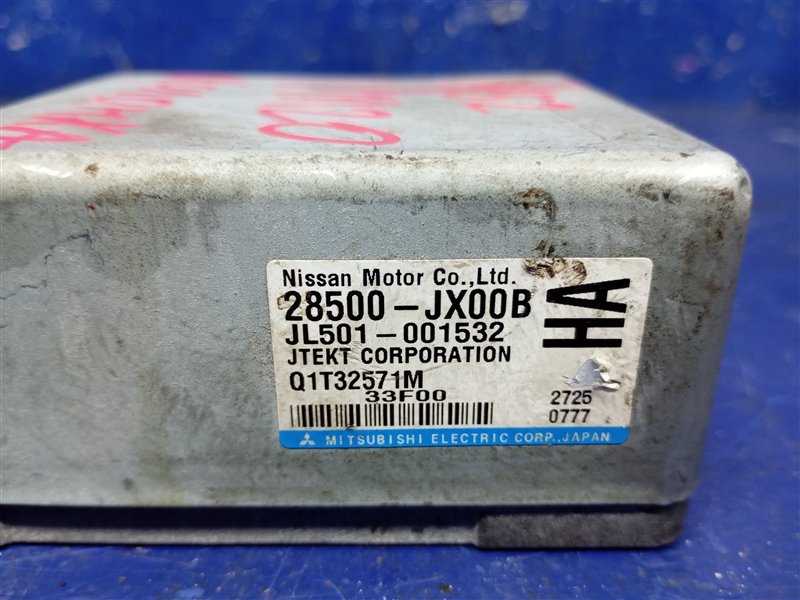 Nissan Motor Co.,Ltd.
28500-JX00B
JL501-001532
JTEKT CORPORATION
Q1T32571M
33F00
HA
2725
0777
MITSUBISHI ELECTRIC CORP., JAPAN